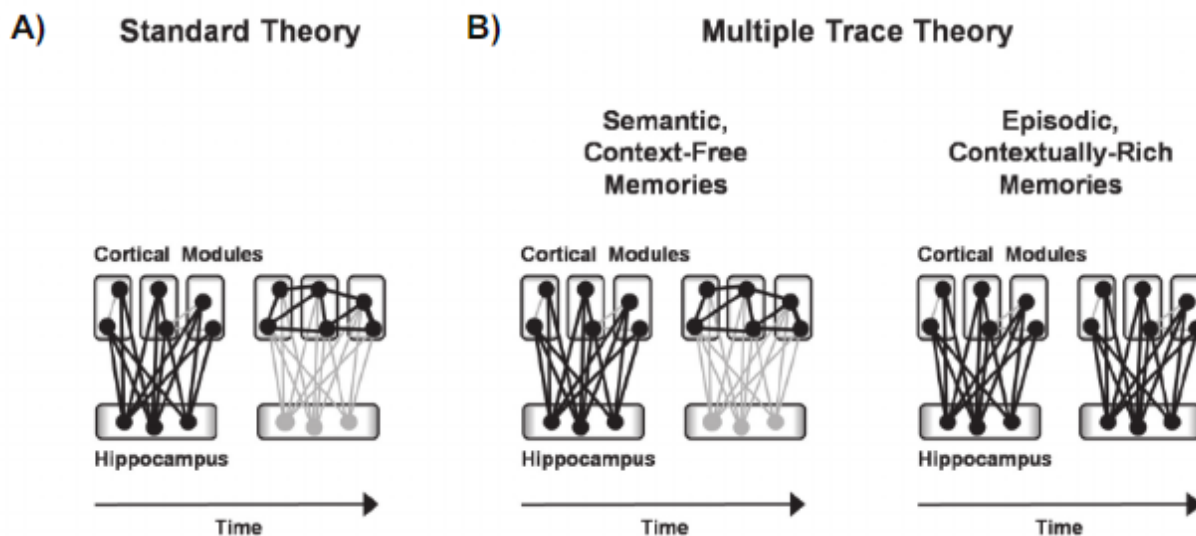 A) Standard Theory
B) Multiple Trace Theory
Semantic,
Context-Free
Memories
Episodic,
Contextually-Rich
Memories
Cortical Modules
Hippocampus
Time
Cortical Modules
Hippocampus
Time
Cortical Modules
Hippocampus
Time